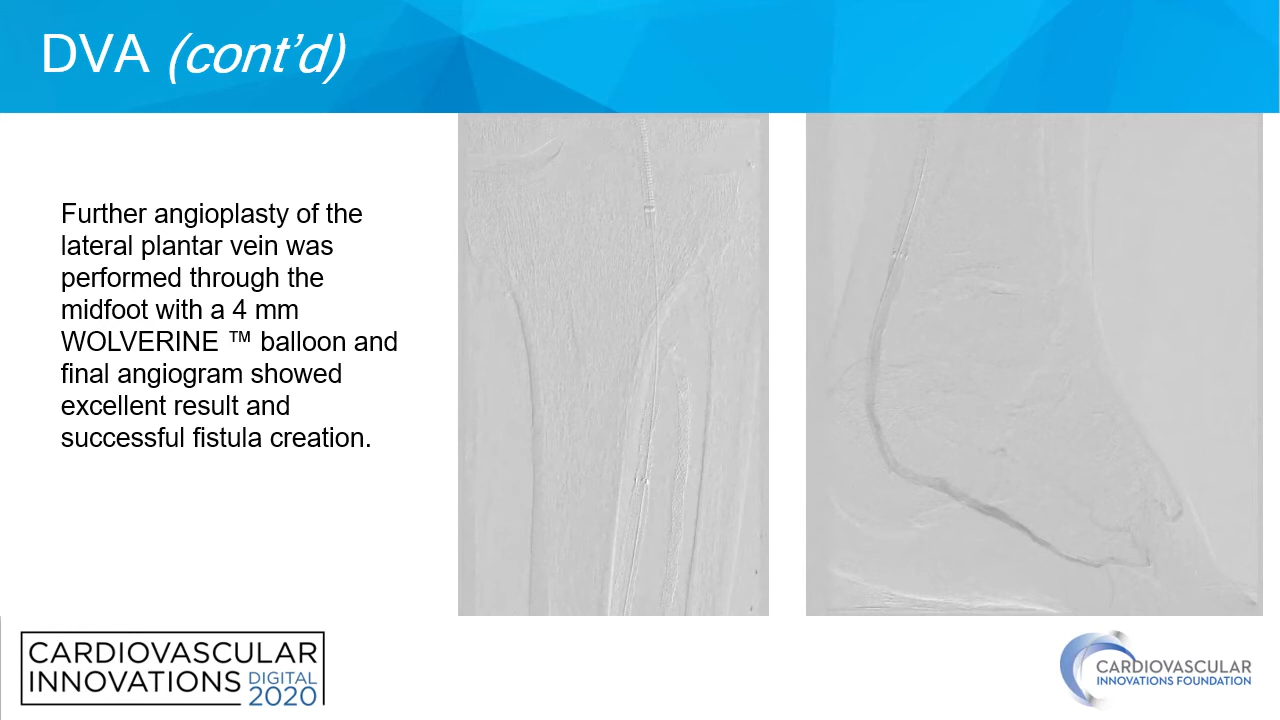 DVA (cont’d)
Further angioplasty of the
lateral plantar vein was
performed through the
midfoot with a 4 mm
WOLVERINE ™ balloon and
final angiogram showed
excellent result and
successful fistula creation.
CARDIOVASCULAR
INNOVATIONS DIGITAL
2020
CARDIOVASCULAR
INNOVATIONS FOUNDATION